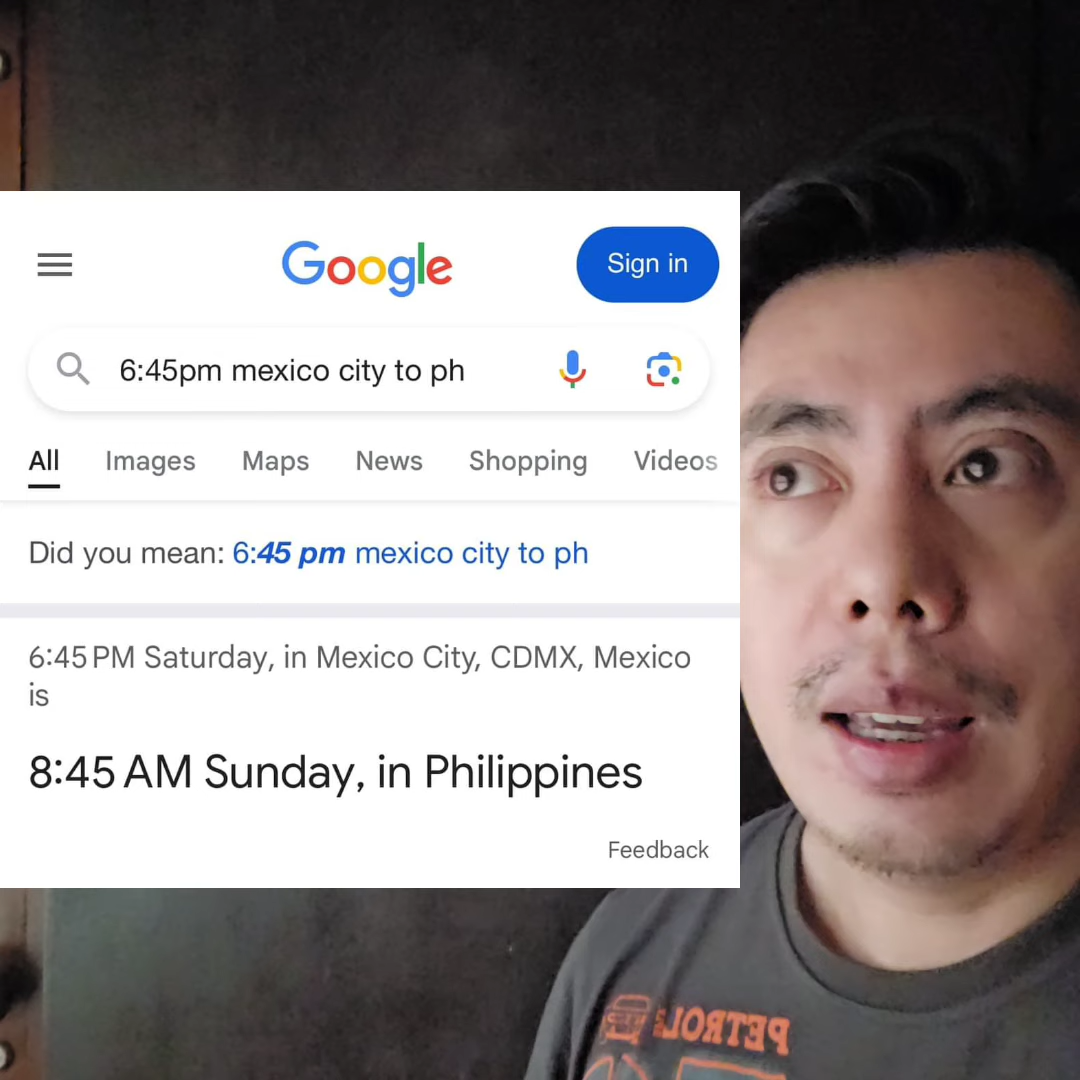 Google
Sign in
6:45pm mexico city to ph
All Images Maps News Shopping Videos
Did you mean: 6:45 pm mexico city to ph
6:45 PM Saturday, in Mexico City, CDMX, Mexico
is
8:45 AM Sunday, in Philippines
Feedback
PETROL